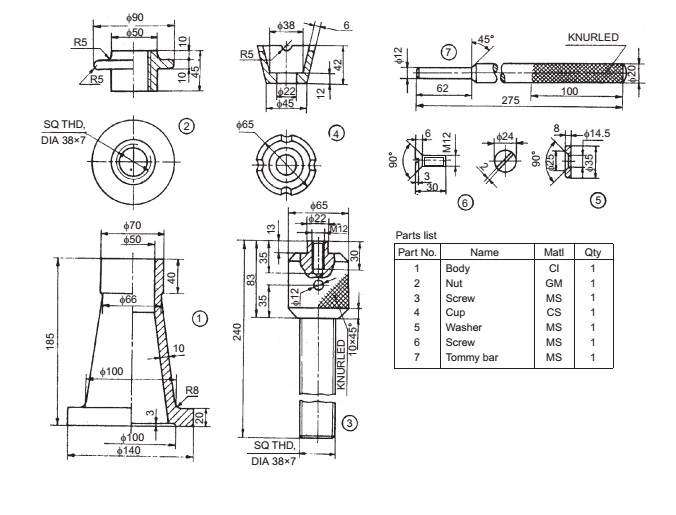 ϕ90
ϕ50
R5
R5
10
10
45
SQ THD,
DIA 38×7
2
ϕ38
6
R5
42
12
ϕ22
ϕ45
ϕ65
4
ϕ12
7
45°
KNURLED
ϕ20
62
100
275
6
M12
90°
3
30
ϕ24
2
6
8
ϕ14.5
90°
ϕ25
ϕ35
5
ϕ70
ϕ50
40
ϕ66
185
1
10
ϕ100
R8
3
20
ϕ100
ϕ140
ϕ65
ϕ22
M12
13
35
30
83
35
ϕ12
240
10×45°
KNURLED
3
SQ THD,
DIA 38×7
Parts list
Part No. Name Matl Qty
1 Body CI 1
2 Nut GM 1
3 Screw MS 1
4 Cup CS 1
5 Washer MS 1
6 Screw MS 1
7 Tommy bar MS 1